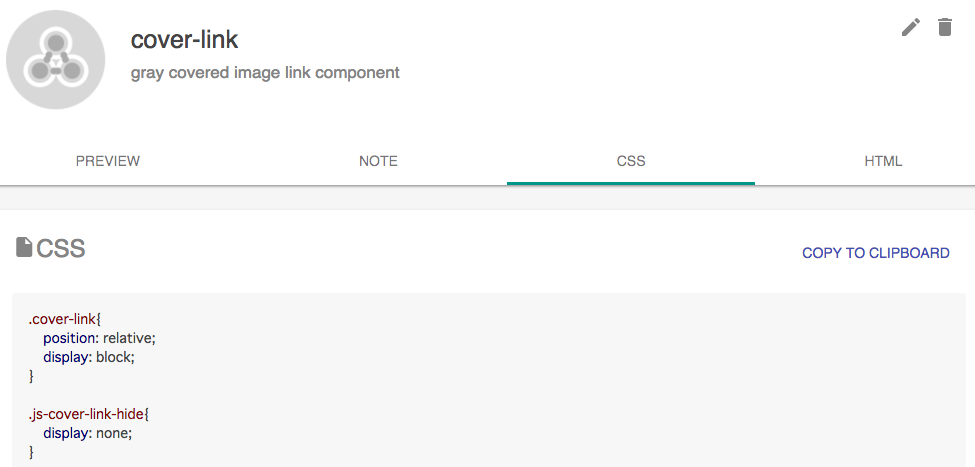 cover-link
gray covered image link component
PREVIEW
NOTE
CSS
HTML
CSS
COPY TO CLIPBOARD
.cover-link{
    position: relative;
    display: block;
}
.js-cover-link-hide{
    display: none;
}